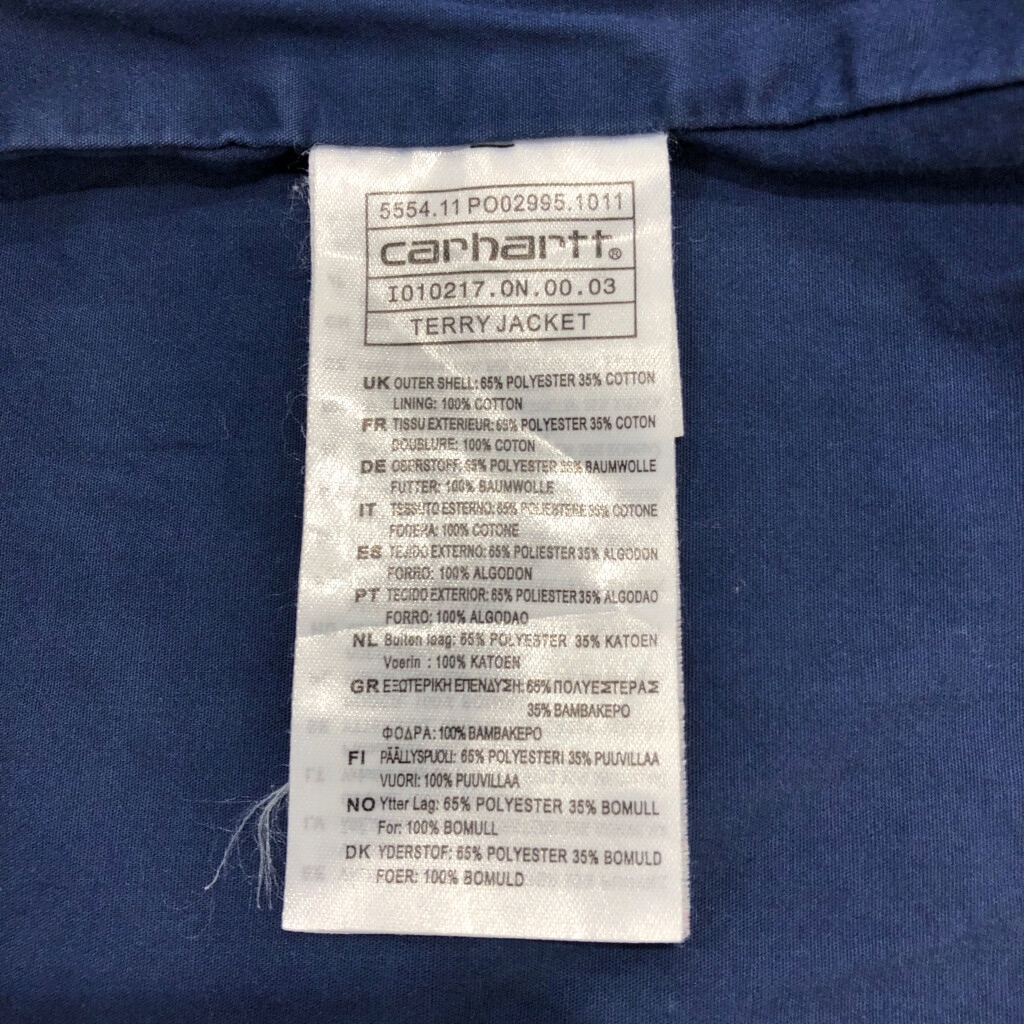 5554.11 PO02995.1011
carhartt®
I010217.0N.00.03
TERRY JACKET
UK OUTER SHELL: 65% POLYESTER 35% COTTON
LINING: 100% COTTON
FR TISSU EXTERIEUR: 65% POLYESTER 35% COTON
DOUBLURE: 100% COTON
DE OBERSTOFF: 65% POLYESTER 35% BAUMWOLLE
FUTTER: 100% BAUMWOLLE
IT TESSUTO ESTERNO: 65% POLIESTERE 35% COTONE
FODERA: 100% COTONE
ES TEJIDO EXTERNO: 65% POLIESTER 35% ALGODON
FORRO: 100% ALGODON
PT TECIDO EXTERIOR: 65% POLIESTER 35% ALGODAO
FORRO: 100% ALGODAO
NL Buiten laag: 65% POLYESTER 35% KATOEN
Voerin : 100% KATOEN
GR ΕΞΩΤΕΡΙΚΗ ΕΠΕΝΔΥΣΗ: 65% ΠΟΛΥΕΣΤΕΡΑΣ
35% ΒΑΜΒΑΚΕΡΟ
ΦΟΔΡΑ: 100% ΒΑΜΒΑΚΕΡΟ
FI PÄÄLLYSPUOLI: 65% POLYESTERI 35% PUUVILLAA
VUORI: 100% PUUVILLAA
NO Ytter Lag: 65% POLYESTER 35% BOMULL
For: 100% BOMULL
DK YDERSTOF: 65% POLYESTER 35% BOMULD
FOER: 100% BOMULD